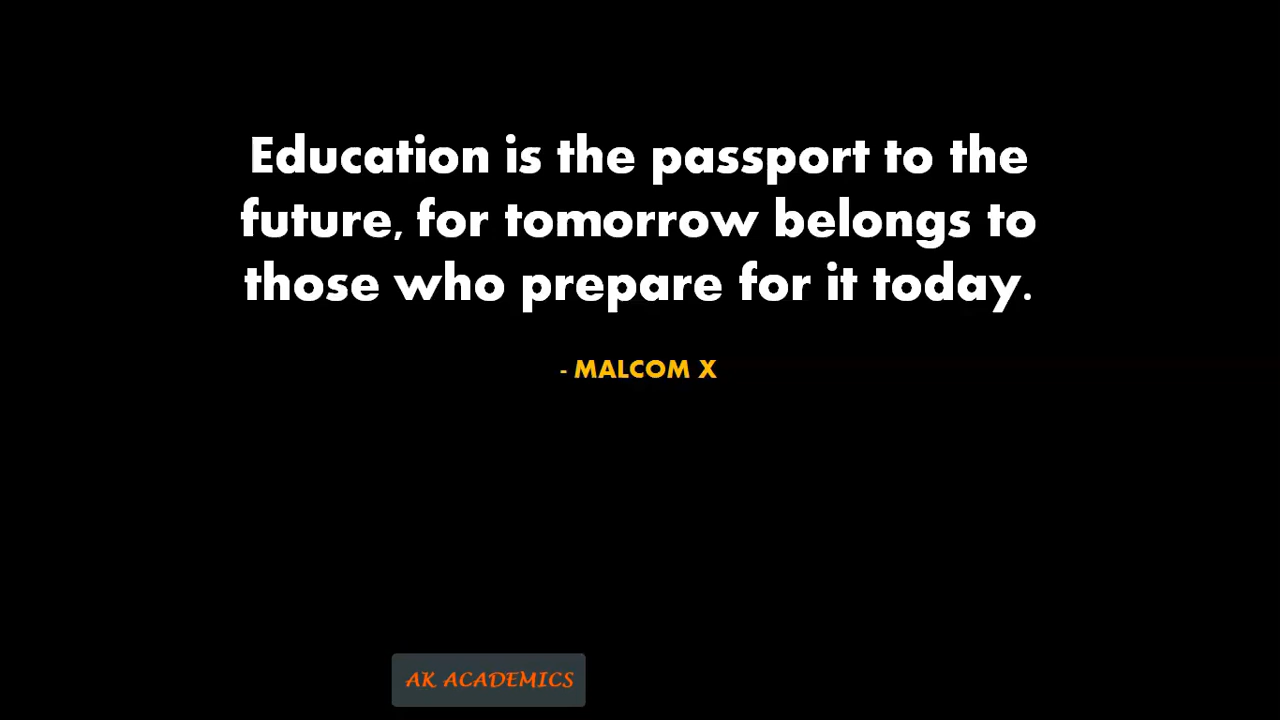 Education is the passport to the
future, for tomorrow belongs to
those who prepare for it today.
- MALCOM X
AK ACADEMICS